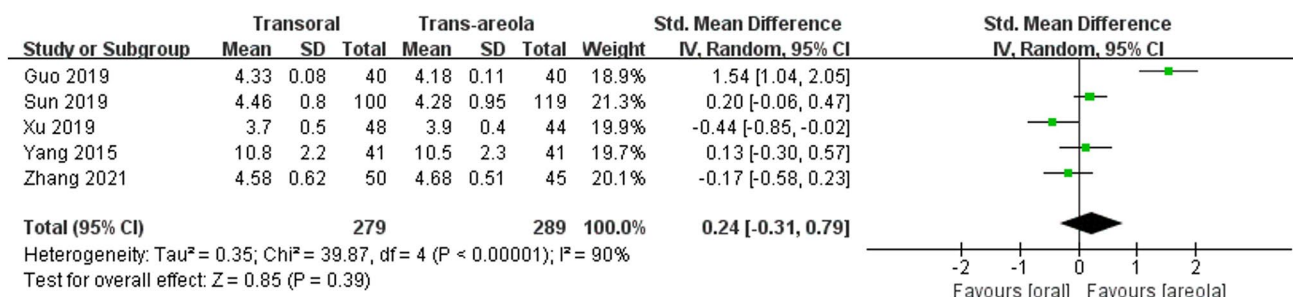 Transoral Trans-areola Std. Mean Difference Std. Mean Difference
Study or Subgroup Mean SD Total Mean SD Total Weight IV, Random, 95% CI IV, Random, 95% CI
Guo 2019 4.33 0.08 40 4.18 0.11 40 18.9% 1.54 [1.04, 2.05]
Sun 2019 4.46 0.8 100 4.28 0.95 119 21.3% 0.20 [-0.06, 0.47]
Xu 2019 3.7 0.5 48 3.9 0.4 44 19.9% -0.44 [-0.85, -0.02]
Yang 2015 10.8 2.2 41 10.5 2.3 41 19.7% 0.13 [-0.30, 0.57]
Zhang 2021 4.58 0.62 50 4.68 0.51 45 20.1% -0.17 [-0.58, 0.23]
Total (95% CI) 279 289 100.0% 0.24 [-0.31, 0.79]
Heterogeneity: Tau² = 0.35; Chi² = 39.87, df = 4 (P < 0.00001); I² = 90%
Test for overall effect: Z = 0.85 (P = 0.39)
-2 -1 0 1 2
Favours [oral] Favours [areola]